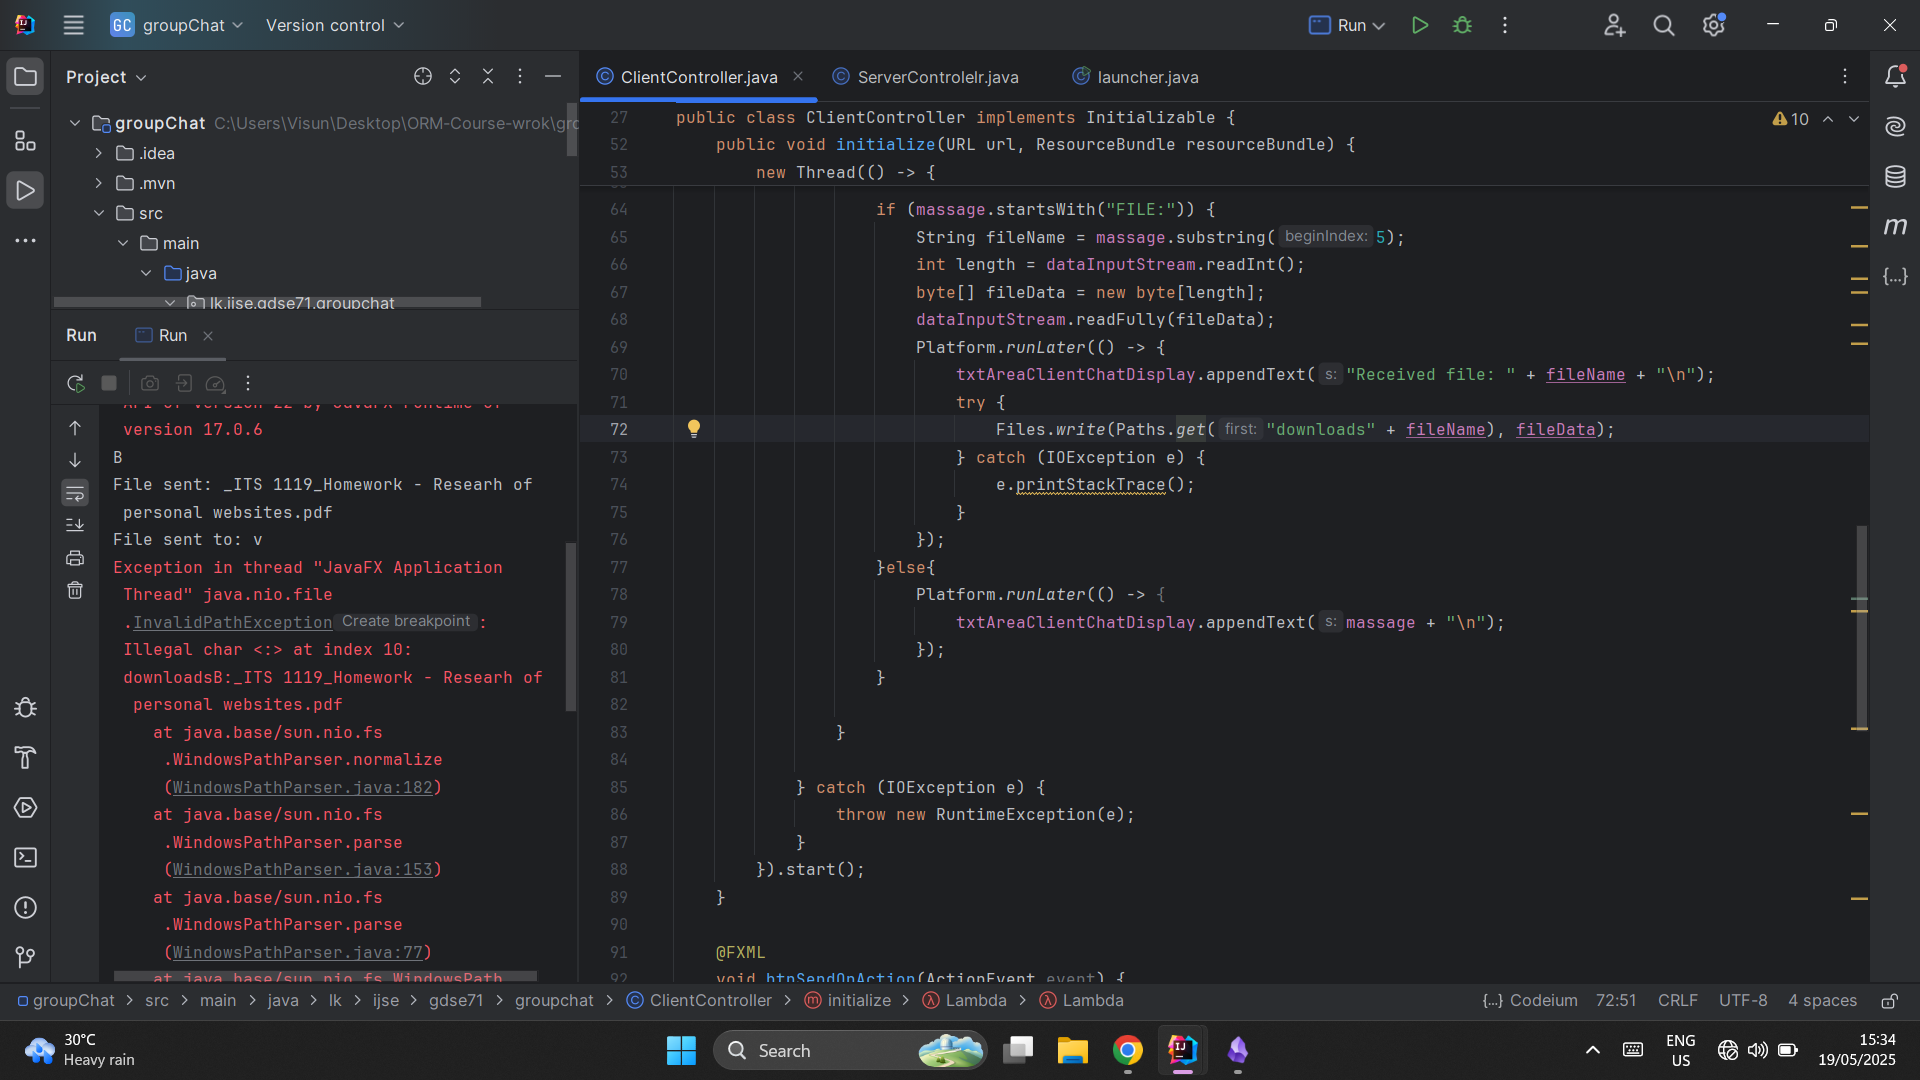 GC groupChat Version control Run
Project
groupChat C:\Users\Visun\Desktop\ORM-Course-wrok\gro
.idea
.mvn
src
main
java
lk.ijse.gdse71.groupchat
Run Run
version 17.0.6
B
File sent: _ITS 1119_Homework - Researh of
personal websites.pdf
File sent to: v
Exception in thread "JavaFX Application
Thread" java.nio.file
.InvalidPathException Create breakpoint :
Illegal char <:> at index 10:
downloadsB:_ITS 1119_Homework - Researh of
personal websites.pdf
at java.base/sun.nio.fs
.WindowsPathParser.normalize
(WindowsPathParser.java:182)
at java.base/sun.nio.fs
.WindowsPathParser.parse
(WindowsPathParser.java:153)
at java.base/sun.nio.fs
.WindowsPathParser.parse
(WindowsPathParser.java:77)
at java.base/sun.nio.fs.WindowsPath
ClientController.java ServerControlelr.java launcher.java
27 public class ClientController implements Initializable {
10
52 public void initialize(URL url, ResourceBundle resourceBundle) {
53 new Thread(() -> {
64 if (massage.startsWith("FILE:")) {
65 String fileName = massage.substring( beginIndex: 5);
66 int length = dataInputStream.readInt();
67 byte[] fileData = new byte[length];
68 dataInputStream.readFully(fileData);
69 Platform.runLater(() -> {
70 txtAreaClientChatDisplay.appendText( s: "Received file: " + fileName + "\n");
71 try {
72 Files.write(Paths.get( first: "downloads" + fileName), fileData);
73 } catch (IOException e) {
74 e.printStackTrace();
75 }
76 });
77 }else{
78 Platform.runLater(() -> {
79 txtAreaClientChatDisplay.appendText( s: massage + "\n");
80 });
81 }
82
83 }
84
85 } catch (IOException e) {
86 throw new RuntimeException(e);
87 }
88 }).start();
89 }
90
91 @FXML
92 void btnSendOnAction(ActionEvent event) {
groupChat > src > main > java > lk > ijse > gdse71 > groupchat > ClientController > initialize > Lambda > Lambda
{...} Codeium 72:51 CRLF UTF-8 4 spaces
30°C
Heavy rain
Search
ENG
US
15:34
19/05/2025